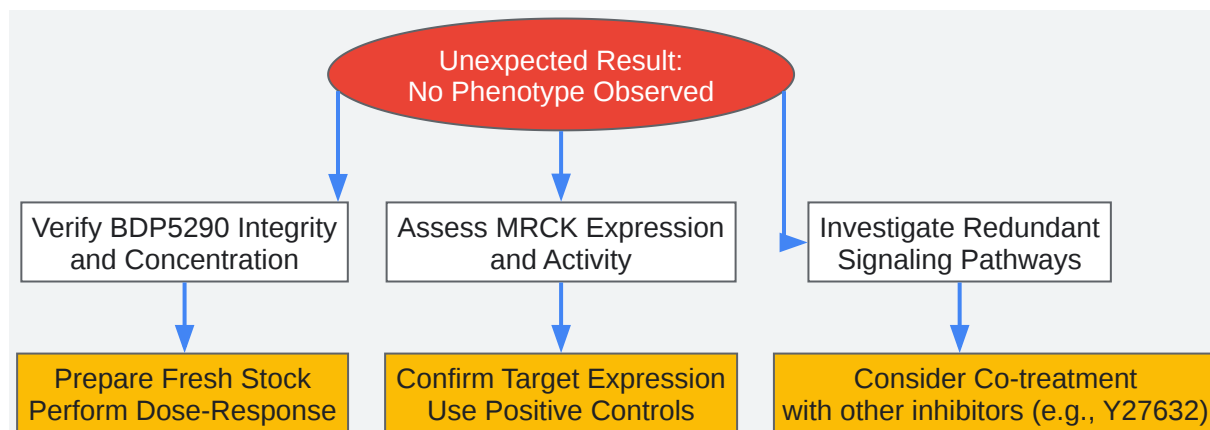 Unexpected Result:
No Phenotype Observed
Verify BDP5290 Integrity
and Concentration
Assess MRCK Expression
and Activity
Investigate Redundant
Signaling Pathways
Prepare Fresh Stock
Perform Dose-Response
Confirm Target Expression
Use Positive Controls
Consider Co-treatment
with other inhibitors (e.g., Y27632)